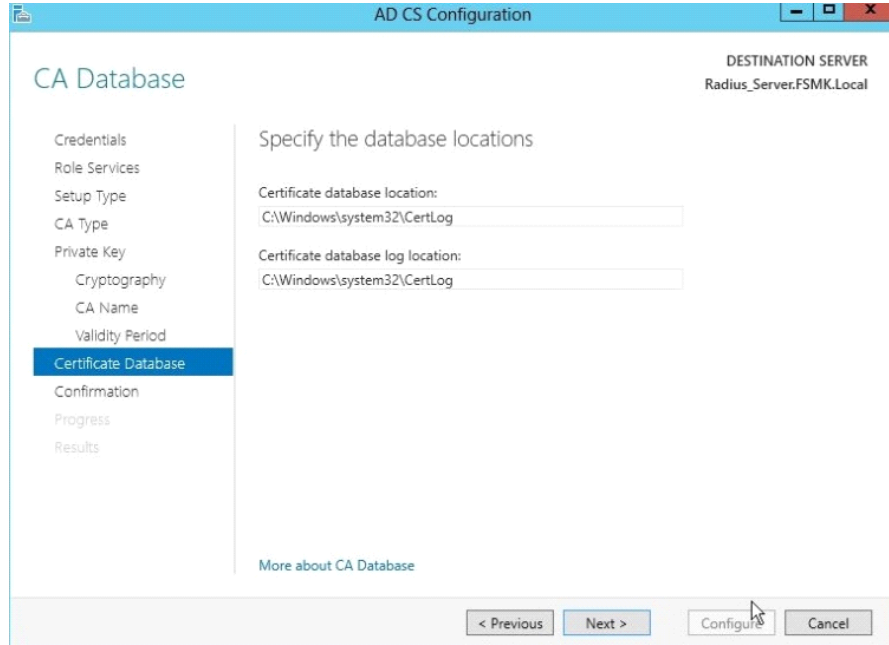 AD CS Configuration
CA Database
DESTINATION SERVER
Radius_Server.FSMK.Local
Credentials
Role Services
Setup Type
CA Type
Private Key
Cryptography
CA Name
Validity Period
Certificate Database
Confirmation
Progress
Results
Specify the database locations
Certificate database location:
C:\Windows\system32\CertLog
Certificate database log location:
C:\Windows\system32\CertLog
More about CA Database
< Previous
Next >
Configure
Cancel